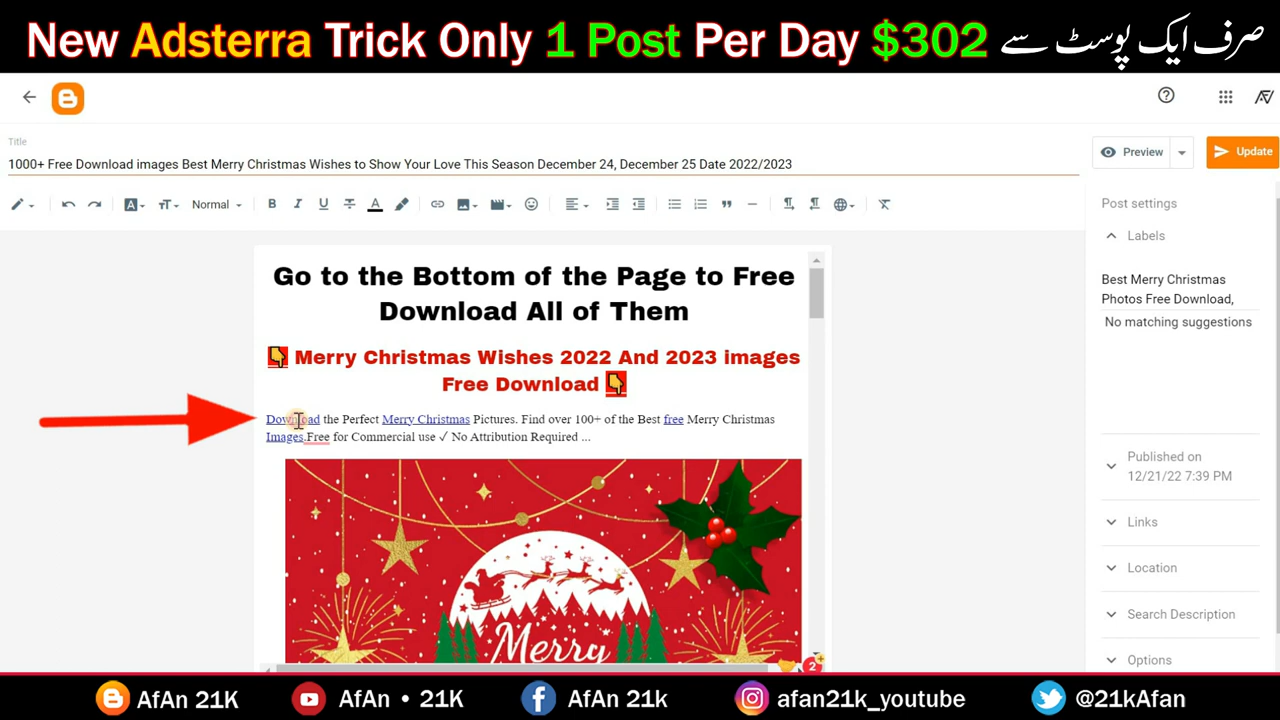 New Adsterra Trick Only 1 Post Per Day $302 صرف ایک پوسٹ سے
Title
1000+ Free Download images Best Merry Christmas Wishes to Show Your Love This Season December 24, December 25 Date 2022/2023
Preview
Update
Normal
Post settings
Labels
Best Merry Christmas
Photos Free Download,
No matching suggestions
Published on
12/21/22 7:39 PM
Links
Location
Search Description
Options
Go to the Bottom of the Page to Free
Download All of Them
Merry Christmas Wishes 2022 And 2023 images
Free Download
Download the Perfect Merry Christmas Pictures. Find over 100+ of the Best free Merry Christmas
Images.Free for Commercial use ✓ No Attribution Required ...
Merry
2
AfAn 21K
AfAn • 21K
AfAn 21k
afan21k_youtube
@21kAfan